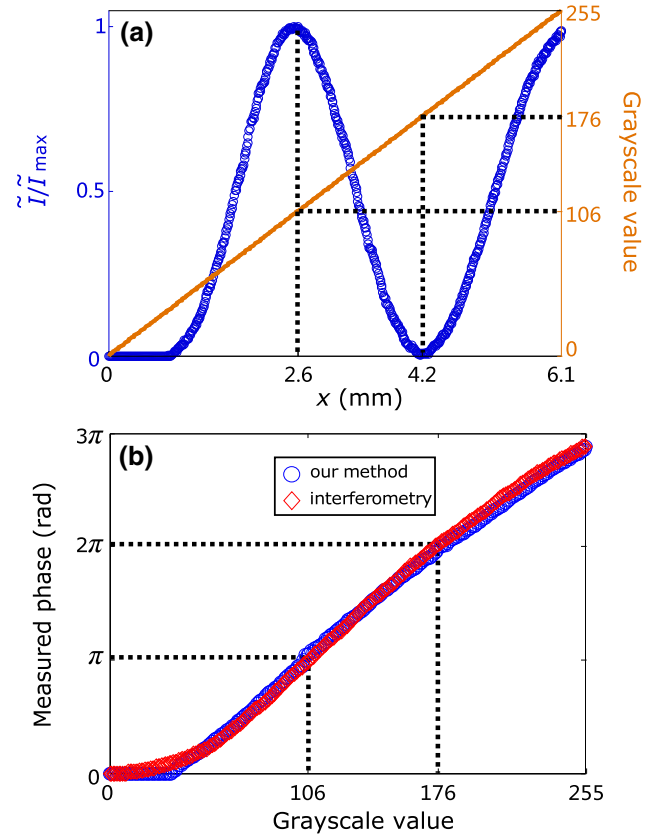 (a)
1
0.5
0
Ĩ/Ĩ max
255
176
106
0
Grayscale value
0 2.6 4.2 6.1
x (mm)
(b)
3π
2π
π
0
Measured phase (rad)
our method
interferometry
0 106 176 255
Grayscale value